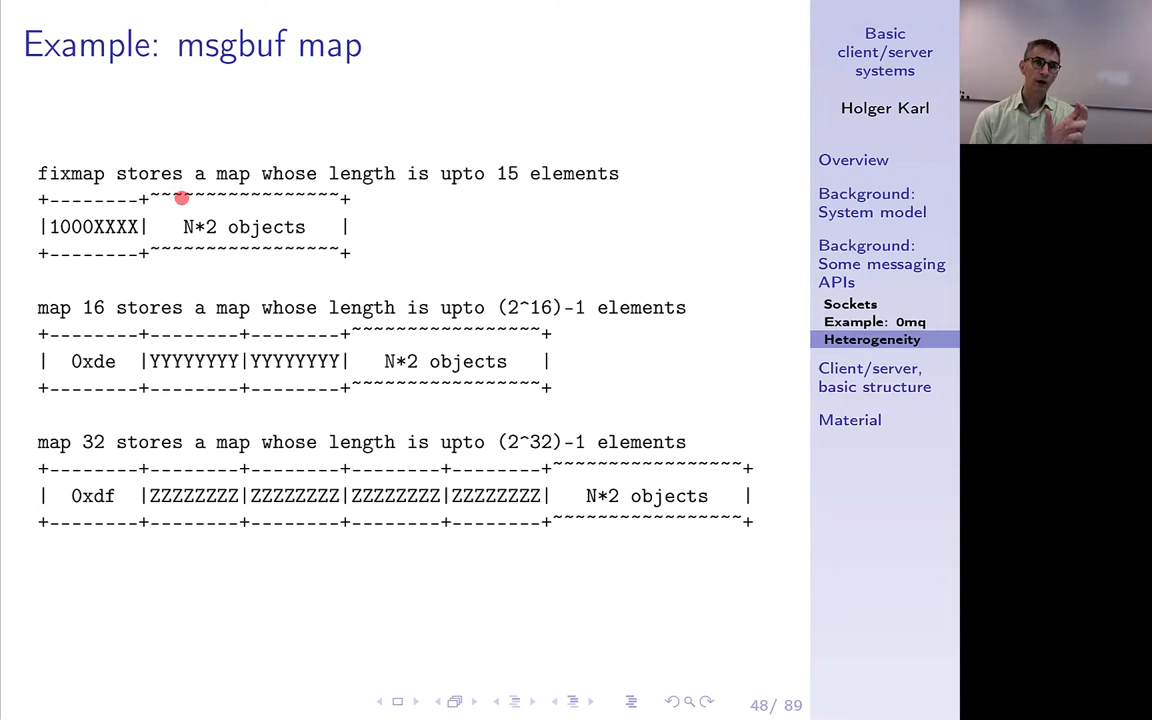 Example: msgbuf map
fixmap stores a map whose length is upto 15 elements
+--------+~~~~~~~~~~~~~~~~~+
|1000XXXX|   N*2 objects   |
+--------+~~~~~~~~~~~~~~~~~+
map 16 stores a map whose length is upto (2^16)-1 elements
+--------+--------+--------+~~~~~~~~~~~~~~~~~+
|  0xde  |YYYYYYYY|YYYYYYYY|   N*2 objects   |
+--------+--------+--------+~~~~~~~~~~~~~~~~~+
map 32 stores a map whose length is upto (2^32)-1 elements
+--------+--------+--------+--------+--------+~~~~~~~~~~~~~~~~~+
|  0xdf  |ZZZZZZZZ|ZZZZZZZZ|ZZZZZZZZ|ZZZZZZZZ|   N*2 objects   |
+--------+--------+--------+--------+--------+~~~~~~~~~~~~~~~~~+
48/ 89
Basic
client/server
systems
Holger Karl
Overview
Background:
System model
Background:
Some messaging
APIs
Sockets
Example: 0mq
Heterogeneity
Client/server,
basic structure
Material